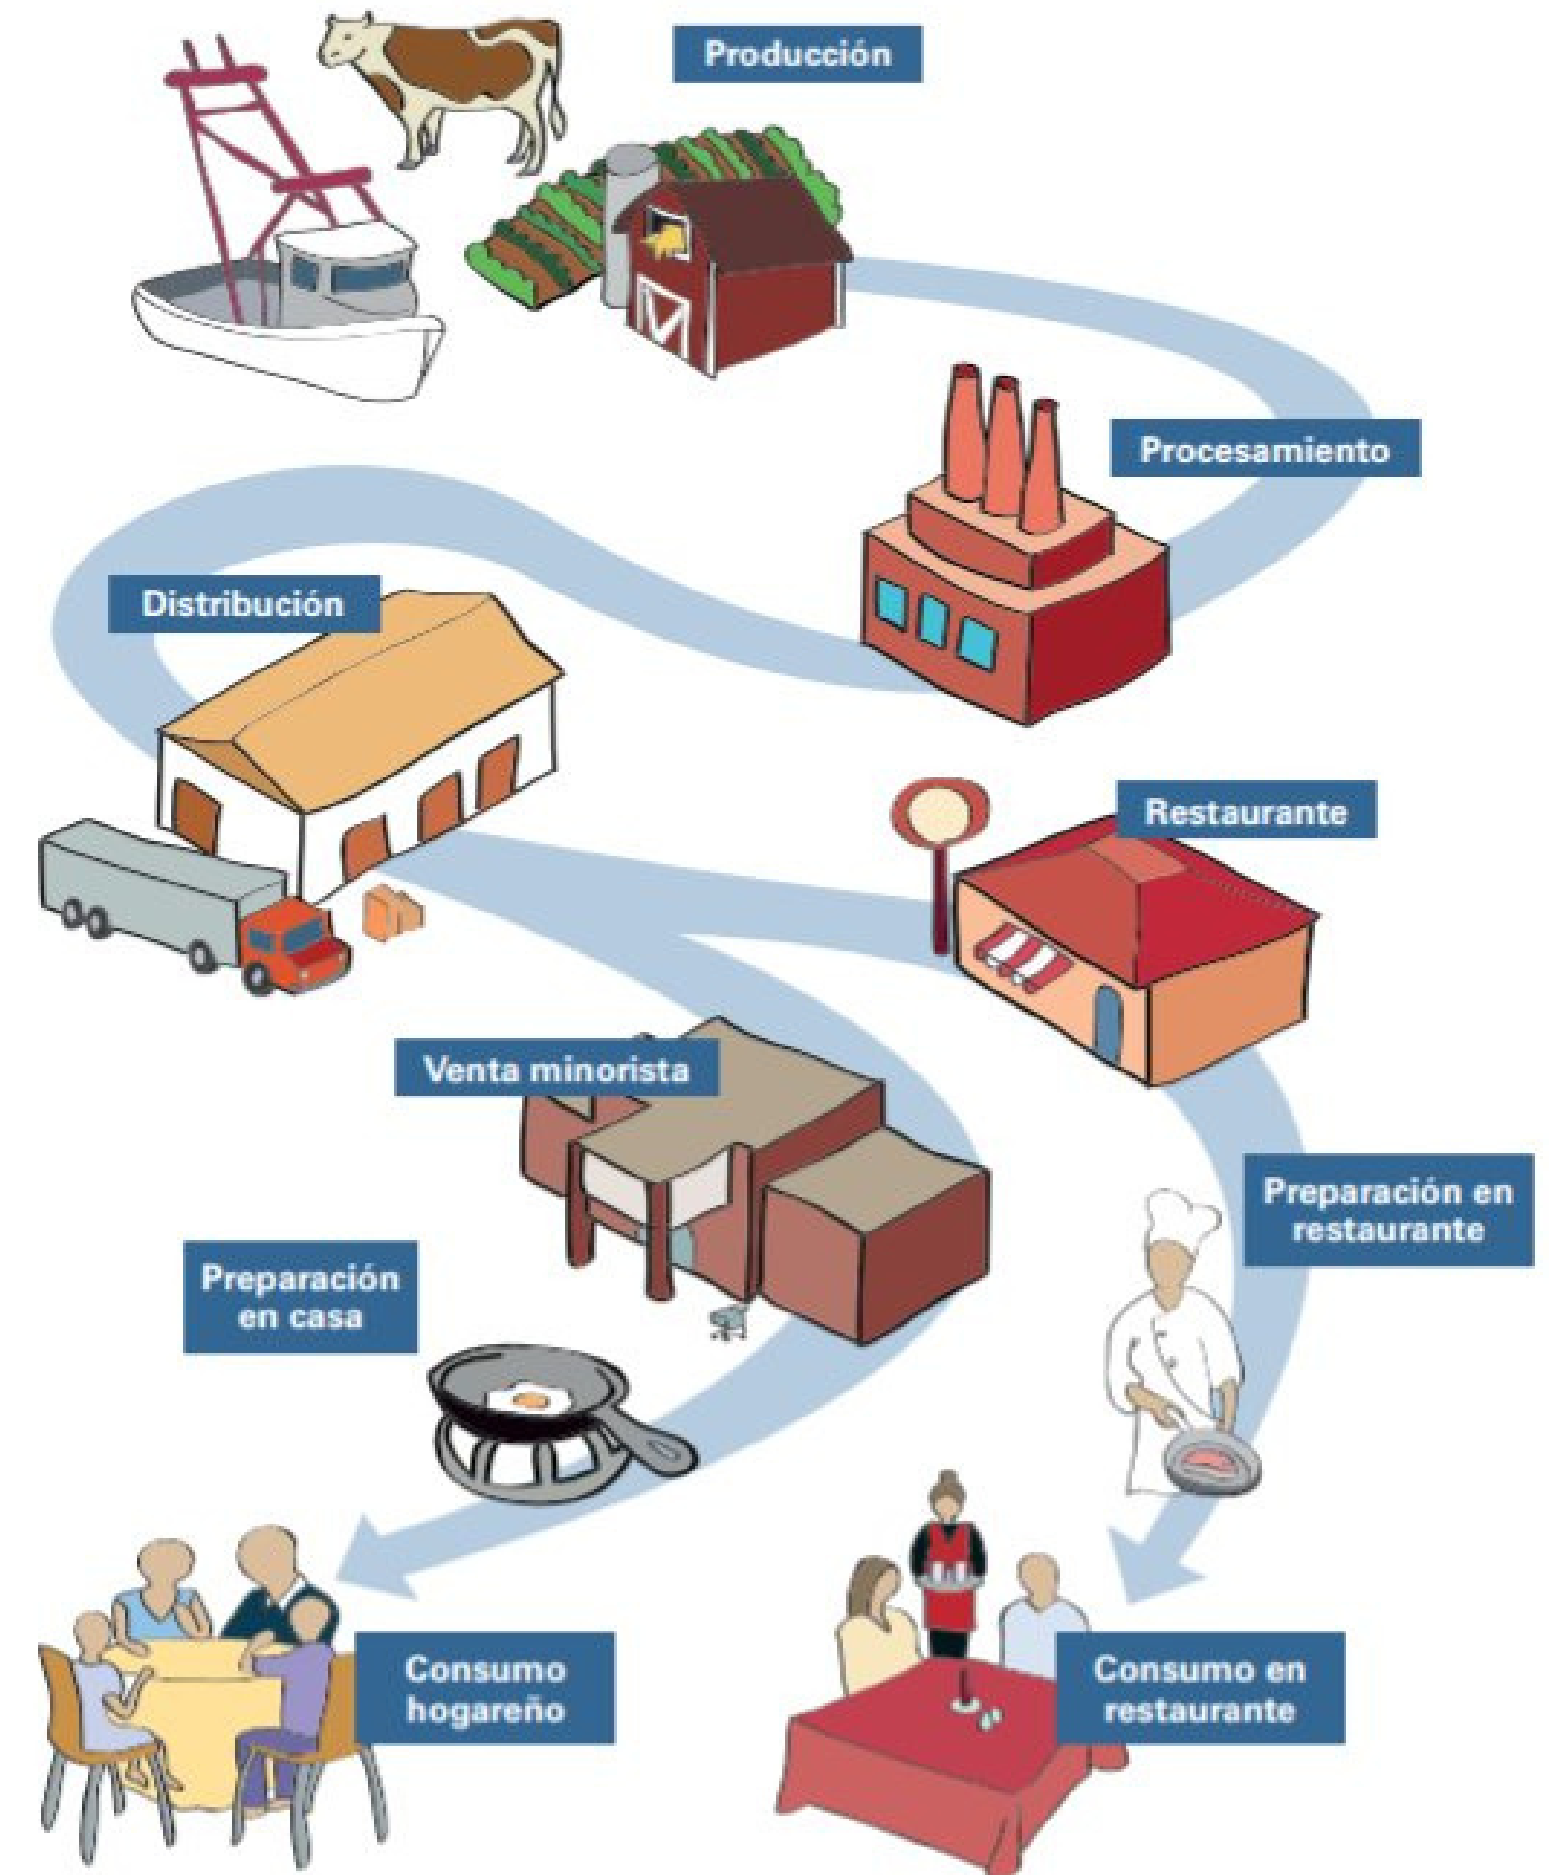 Producción
Procesamiento
Distribución
Restaurante
Venta minorista
Preparación en
restaurante
Preparación
en casa
Consumo
hogareño
Consumo en
restaurante